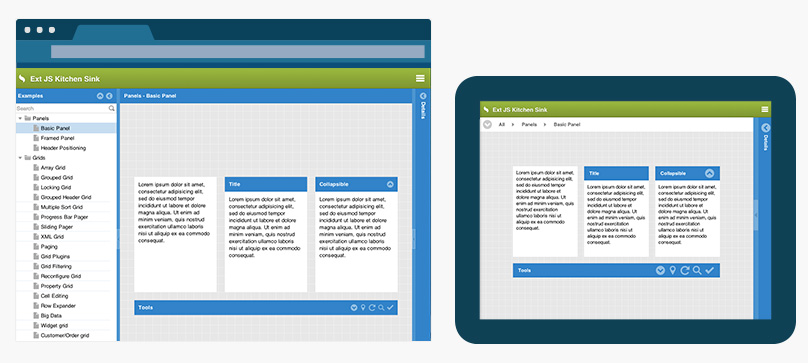 Ext JS Kitchen Sink
Examples
Panels - Basic Panel
Details
Search
Panels
Basic Panel
Framed Panel
Header Positioning
Grids
Array Grid
Grouped Grid
Locking Grid
Grouped Header Grid
Multiple Sort Grid
Progress Bar Pager
Sliding Pager
XML Grid
Paging
Grid Plugins
Grid Filtering
Reconfigure Grid
Property Grid
Cell Editing
Row Expander
Big Data
Widget grid
Customer/Order grid
Lorem ipsum dolor sit amet,
consectetur adipisicing elit,
sed do eiusmod tempor
incididunt ut labore et dolore
magna aliqua. Ut enim ad
minim veniam, quis nostrud
exercitation ullamco laboris
nisi ut aliquip ex ea commodo
consequat.
Title
Lorem ipsum dolor sit amet,
consectetur adipisicing elit,
sed do eiusmod tempor
incididunt ut labore et dolore
magna aliqua. Ut enim ad
minim veniam, quis nostrud
exercitation ullamco laboris
nisi ut aliquip ex ea commodo
consequat.
Collapsible
Lorem ipsum dolor sit amet,
consectetur adipisicing elit,
sed do eiusmod tempor
incididunt ut labore et dolore
magna aliqua. Ut enim ad
minim veniam, quis nostrud
exercitation ullamco laboris
nisi ut aliquip ex ea commodo
consequat.
Tools
Ext JS Kitchen Sink
All
Panels
Basic Panel
Details
Lorem ipsum dolor sit amet,
consectetur adipisicing elit,
sed do eiusmod tempor
incididunt ut labore et dolore
magna aliqua. Ut enim ad
minim veniam, quis nostrud
exercitation ullamco laboris
nisi ut aliquip ex ea commodo
consequat.
Title
Lorem ipsum dolor sit amet,
consectetur adipisicing elit,
sed do eiusmod tempor
incididunt ut labore et dolore
magna aliqua. Ut enim ad
minim veniam, quis nostrud
exercitation ullamco laboris
nisi ut aliquip ex ea commodo
consequat.
Collapsible
Lorem ipsum dolor sit amet,
consectetur adipisicing elit,
sed do eiusmod tempor
incididunt ut labore et dolore
magna aliqua. Ut enim ad
minim veniam, quis nostrud
exercitation ullamco laboris
nisi ut aliquip ex ea commodo
consequat.
Tools